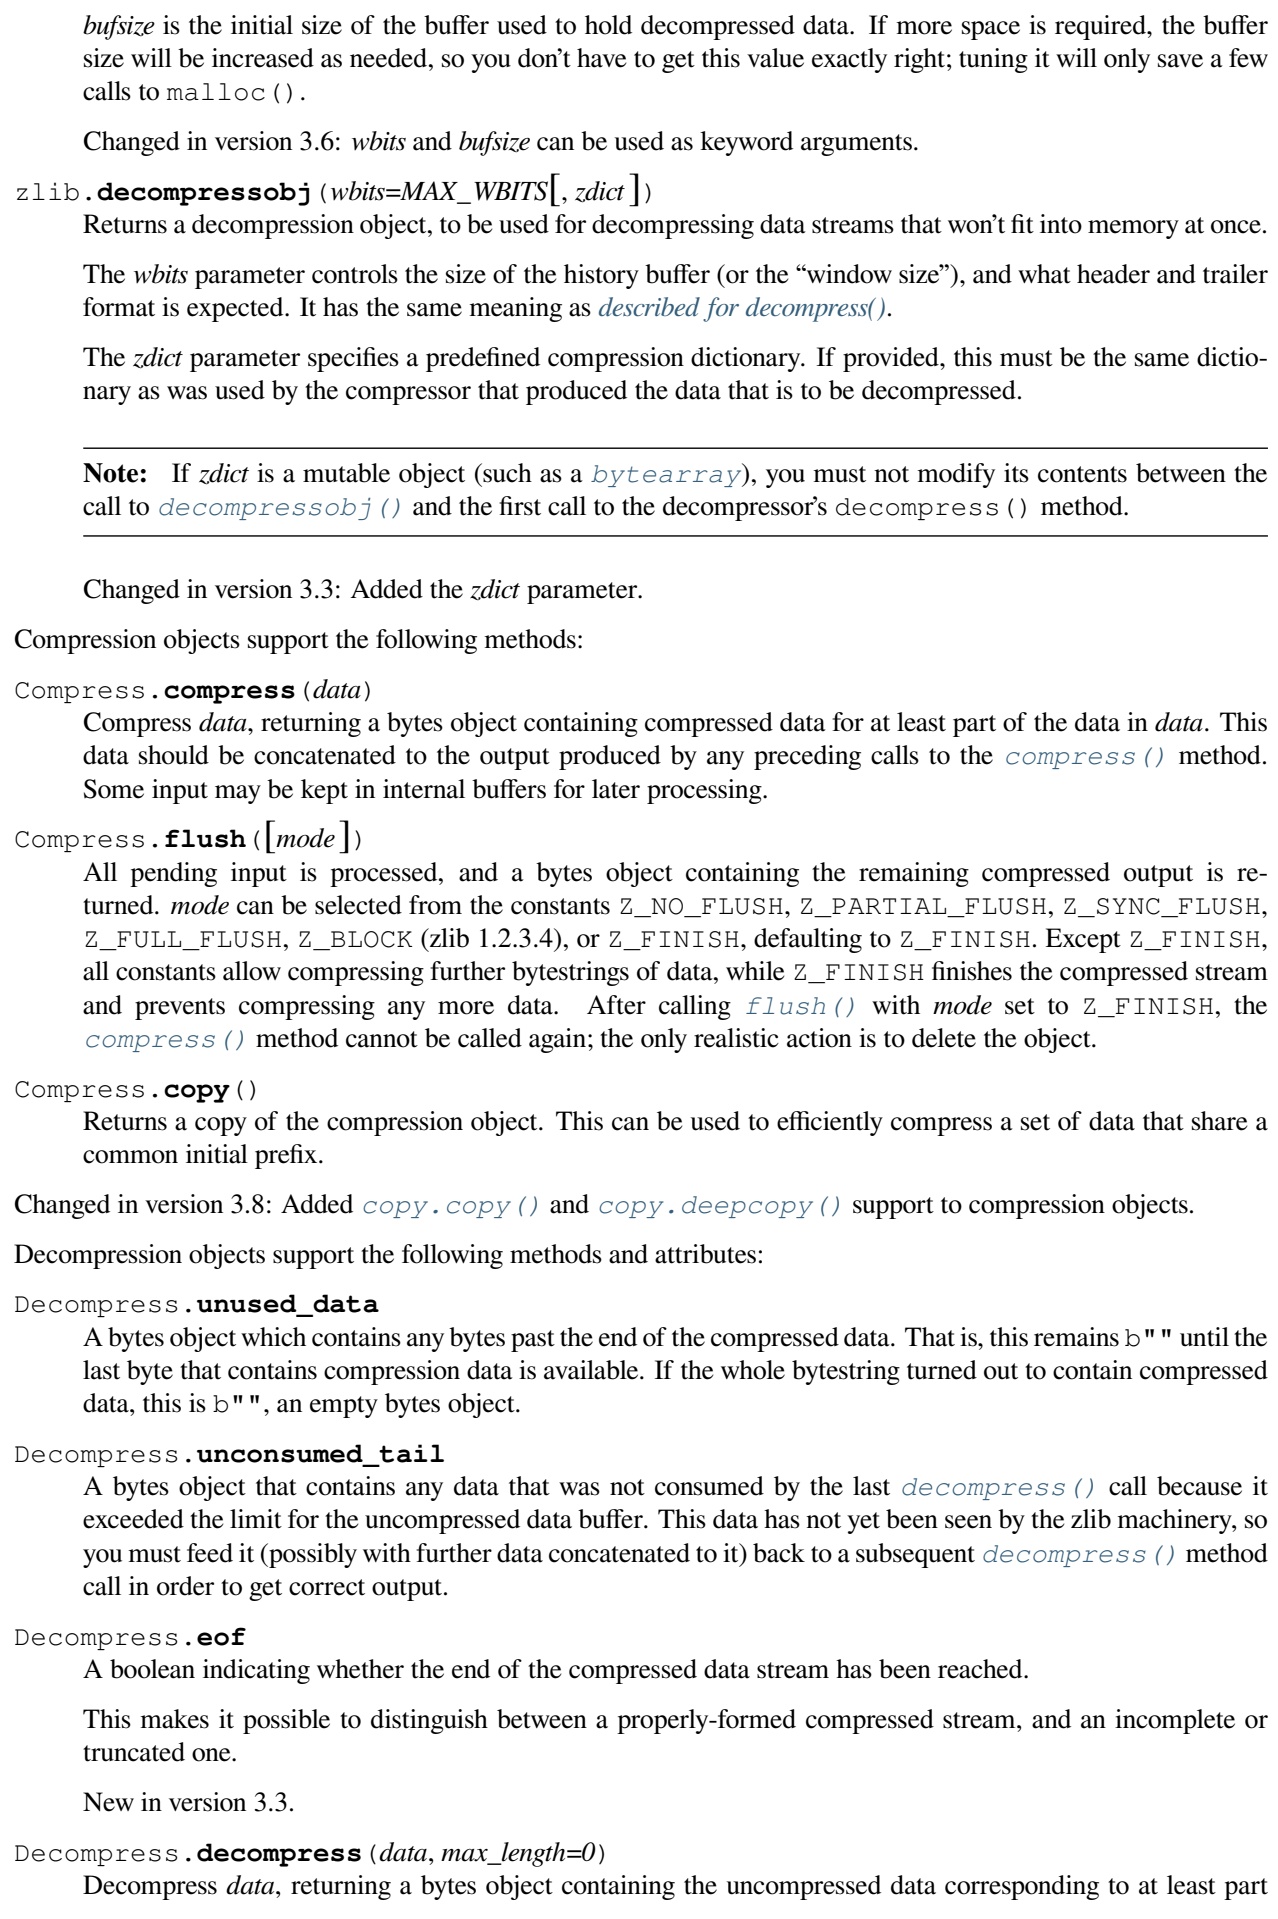 bufsize is the initial size of the buffer used to hold decompressed data. If more space is required, the buffer
size will be increased as needed, so you don't have to get this value exactly right; tuning it will only save a few
calls to malloc().
Changed in version 3.6: wbits and bufsize can be used as keyword arguments.
zlib.decompressobj(wbits=MAX_WBITS[, zdict])
Returns a decompression object, to be used for decompressing data streams that won't fit into memory at once.
The wbits parameter controls the size of the history buffer (or the “window size”), and what header and trailer
format is expected. It has the same meaning as described for decompress().
The zdict parameter specifies a predefined compression dictionary. If provided, this must be the same dictio-
nary as was used by the compressor that produced the data that is to be decompressed.
Note: If zdict is a mutable object (such as a bytearray), you must not modify its contents between the
call to decompressobj() and the first call to the decompressor's decompress() method.
Changed in version 3.3: Added the zdict parameter.
Compression objects support the following methods:
Compress.compress(data)
Compress data, returning a bytes object containing compressed data for at least part of the data in data. This
data should be concatenated to the output produced by any preceding calls to the compress() method.
Some input may be kept in internal buffers for later processing.
Compress.flush([mode])
All pending input is processed, and a bytes object containing the remaining compressed output is re-
turned. mode can be selected from the constants Z_NO_FLUSH, Z_PARTIAL_FLUSH, Z_SYNC_FLUSH,
Z_FULL_FLUSH, Z_BLOCK (zlib 1.2.3.4), or Z_FINISH, defaulting to Z_FINISH. Except Z_FINISH,
all constants allow compressing further bytestrings of data, while Z_FINISH finishes the compressed stream
and prevents compressing any more data. After calling flush() with mode set to Z_FINISH, the
compress() method cannot be called again; the only realistic action is to delete the object.
Compress.copy()
Returns a copy of the compression object. This can be used to efficiently compress a set of data that share a
common initial prefix.
Changed in version 3.8: Added copy.copy() and copy.deepcopy() support to compression objects.
Decompression objects support the following methods and attributes:
Decompress.unused_data
A bytes object which contains any bytes past the end of the compressed data. That is, this remains b"" until the
last byte that contains compression data is available. If the whole bytestring turned out to contain compressed
data, this is b"", an empty bytes object.
Decompress.unconsumed_tail
A bytes object that contains any data that was not consumed by the last decompress() call because it
exceeded the limit for the uncompressed data buffer. This data has not yet been seen by the zlib machinery, so
you must feed it (possibly with further data concatenated to it) back to a subsequent decompress() method
call in order to get correct output.
Decompress.eof
A boolean indicating whether the end of the compressed data stream has been reached.
This makes it possible to distinguish between a properly-formed compressed stream, and an incomplete or
truncated one.
New in version 3.3.
Decompress.decompress(data, max_length=0)
Decompress data, returning a bytes object containing the uncompressed data corresponding to at least part